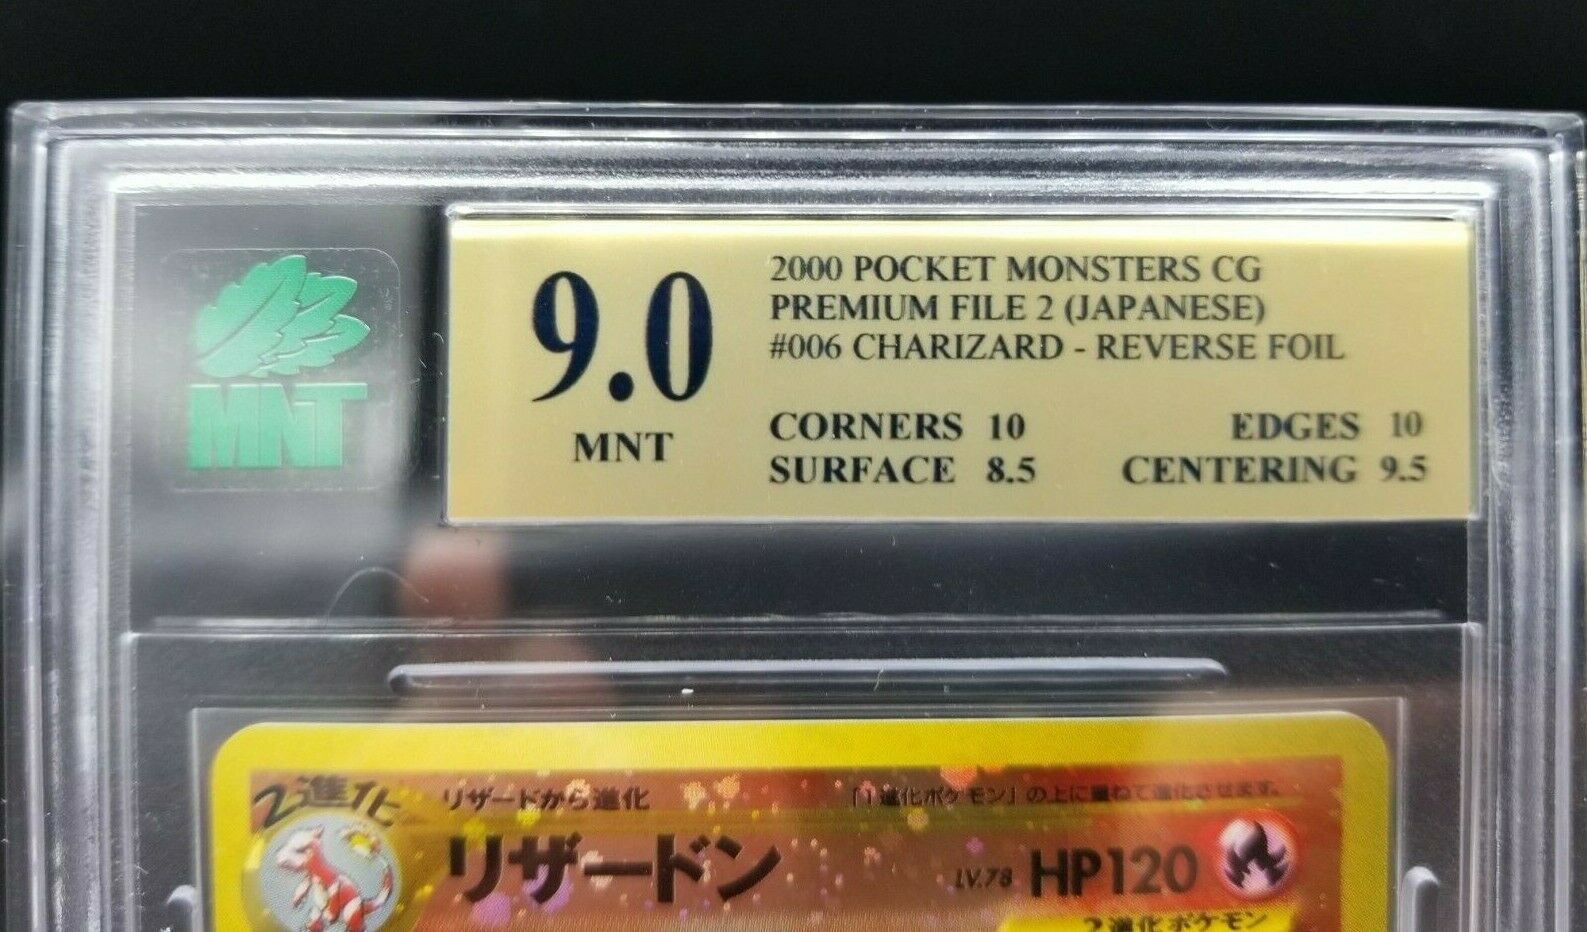 MNT
9.0
MNT
2000 POCKET MONSTERS CG
PREMIUM FILE 2 (JAPANESE)
#006 CHARIZARD - REVERSE FOIL
CORNERS 10 EDGES 10
SURFACE 8.5 CENTERING 9.5
2進化
リザードから進化 「1進化ポケモン」の上に重ねて進化させます。
リザードン LV.78 HP120
2進化ポケモン